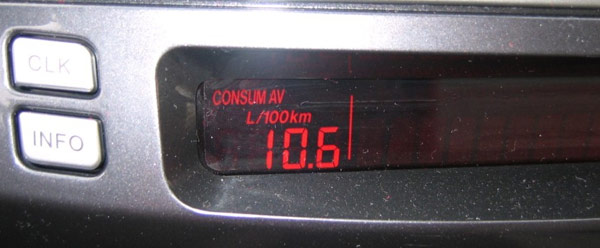 CLK
INFO
CONSUM AV
L/100km
10.6